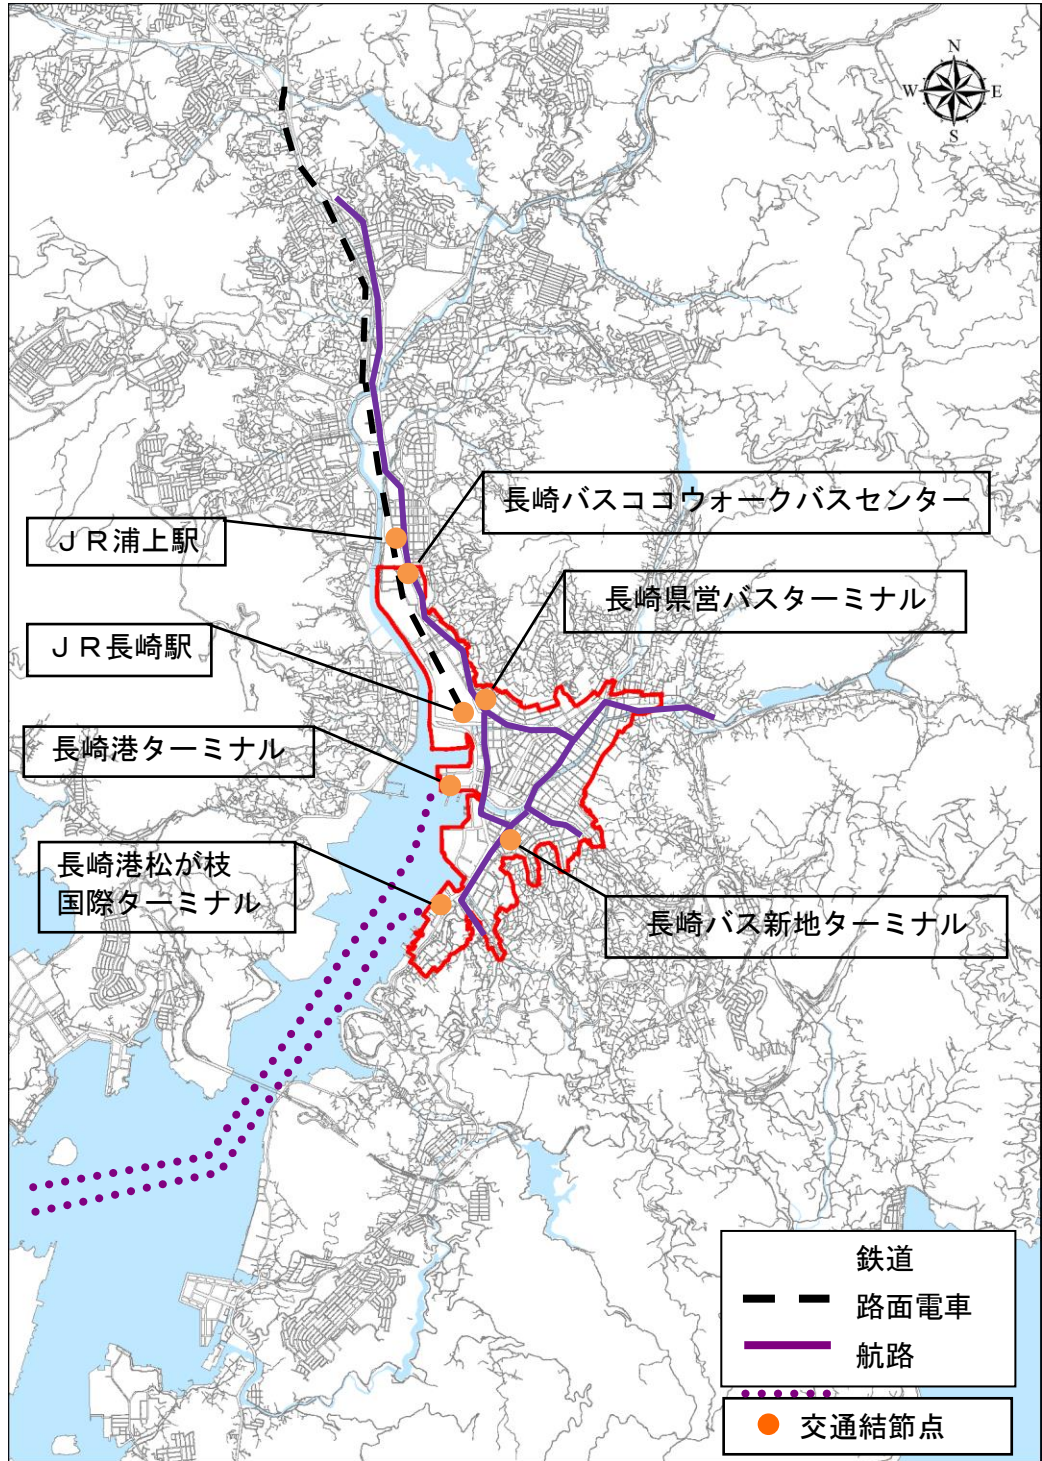 N
W E
S
長崎バスココウォークバスセンター
ＪＲ浦上駅
長崎県営バスターミナル
ＪＲ長崎駅
長崎港ターミナル
長崎港松が枝
国際ターミナル
長崎バス新地ターミナル
鉄道
路面電車
航路
交通結節点